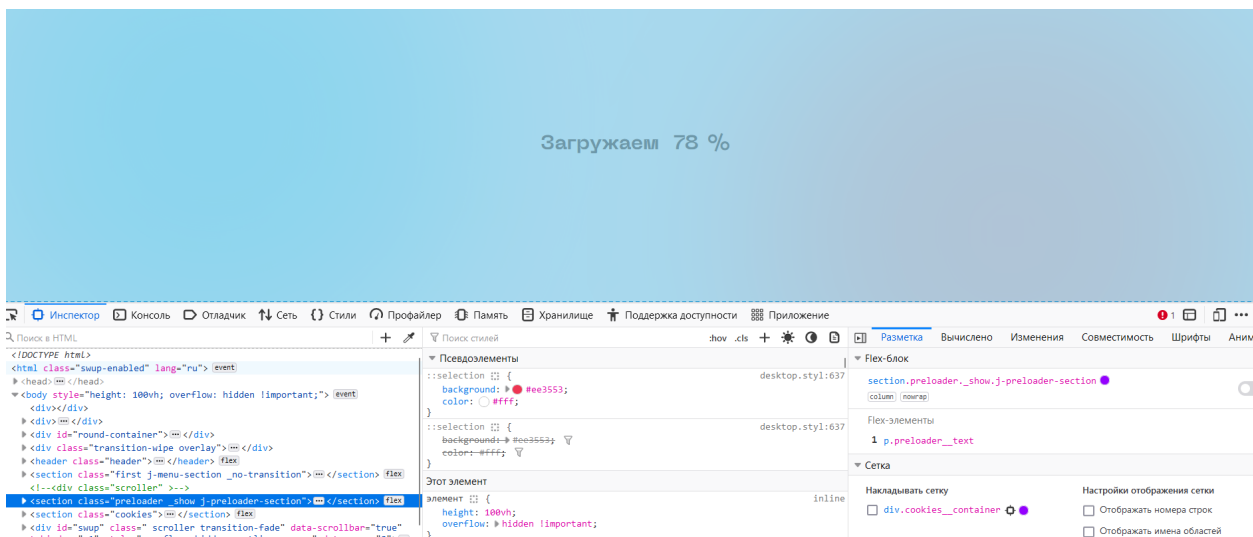 Загружаем 78 %
Инспектор Консоль Отладчик Сеть Стили Профайлер Память Хранилище Поддержка доступности Приложение 1
Поиск в HTML
<!DOCTYPE html>
<html class="swup-enabled" lang="ru"> event
<head> </head>
<body style="height: 100vh; overflow: hidden !important;"> event
<div></div>
<div> </div>
<div id="round-container"> </div>
<div class="transition-wipe overlay"> </div>
<header class="header"> </header> flex
<section class="first j-menu-section _no-transition"> </section> flex
<!--<div class="scroller" >-->
<section class="preloader _show j-preloader-section"> </section> flex
<section class="cookies"> </section> flex
<div id="swup" class=" scroller transition-fade" data-scrollbar="true"
Поиск стилей :hov .cls
Псевдоэлементы
::selection { desktop.styl:637
background: #ee3553;
color: #fff;
}
::selection { desktop.styl:637
background: #ee3553;
color: #fff;
}
Этот элемент
элемент { inline
height: 100vh;
overflow: hidden !important;
}
Разметка Вычислено Изменения Совместимость Шрифты Аним
Flex-блок
section.preloader._show.j-preloader-section
column nowrap
Flex-элементы
1 p.preloader__text
Сетка
Накладывать сетку Настройки отображения сетки
div.cookies__container Отображать номера строк
Отображать имена областей